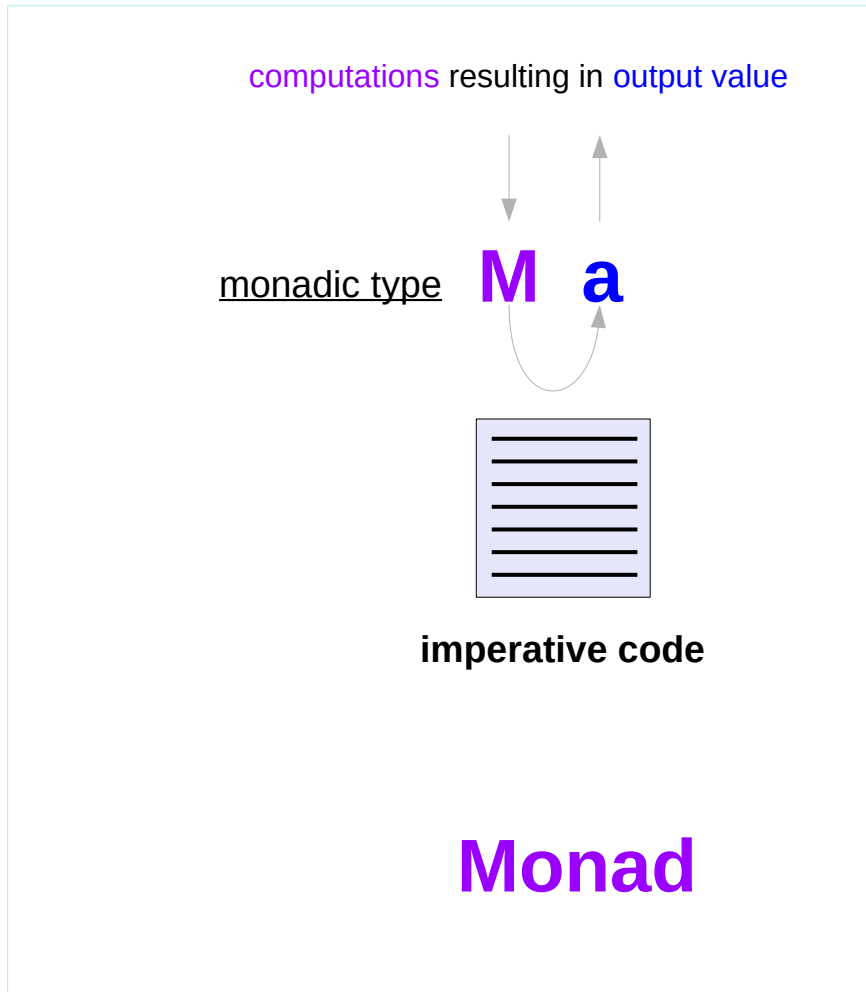 computations resulting in output value
monadic type M a
imperative code
Monad